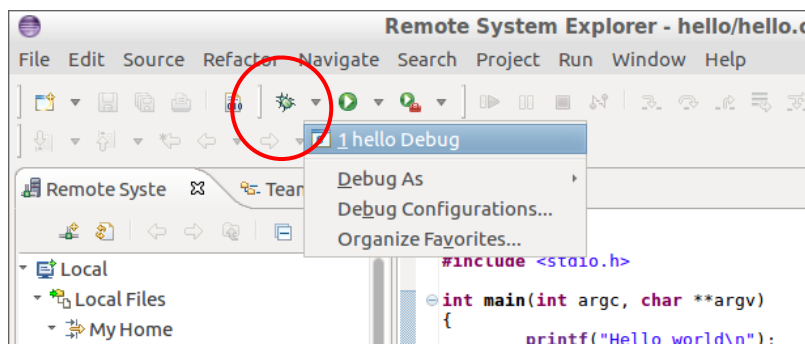 Remote System Explorer - hello/hello.c
File Edit Source Refactor Navigate Search Project Run Window Help
010
1 hello Debug
Remote Syste Tear
Debug As
Debug Configurations...
Organize Favorites...
#include <stdio.h>
Local
Local Files
int main(int argc, char **argv)
My Home
{
printf("Hello world\n");